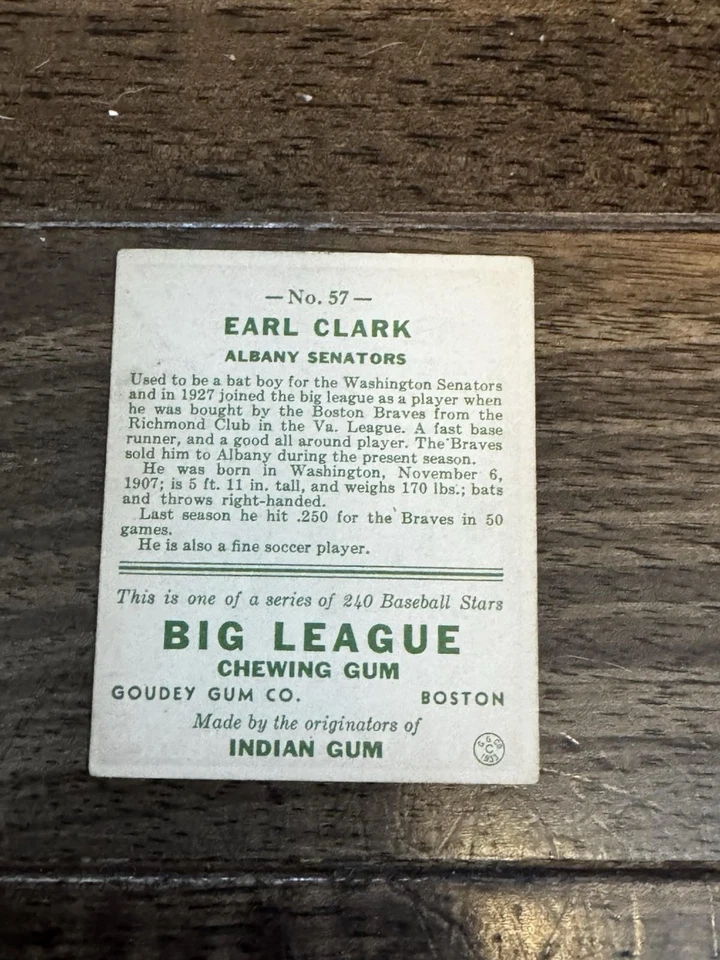 — No. 57 —
EARL CLARK
ALBANY SENATORS
Used to be a bat boy for the Washington Senators
and in 1927 joined the big league as a player when
he was bought by the Boston Braves from the
Richmond Club in the Va. League. A fast base
runner, and a good all around player. The Braves
sold him to Albany during the present season.
He was born in Washington, November 6,
1907; is 5 ft. 11 in. tall, and weighs 170 lbs.; bats
and throws right-handed.
Last season he hit .250 for the Braves in 50
games.
He is also a fine soccer player.
This is one of a series of 240 Baseball Stars
BIG LEAGUE
CHEWING GUM
GOUDEY GUM CO. BOSTON
Made by the originators of
INDIAN GUM
G. G. CO.
C
1933